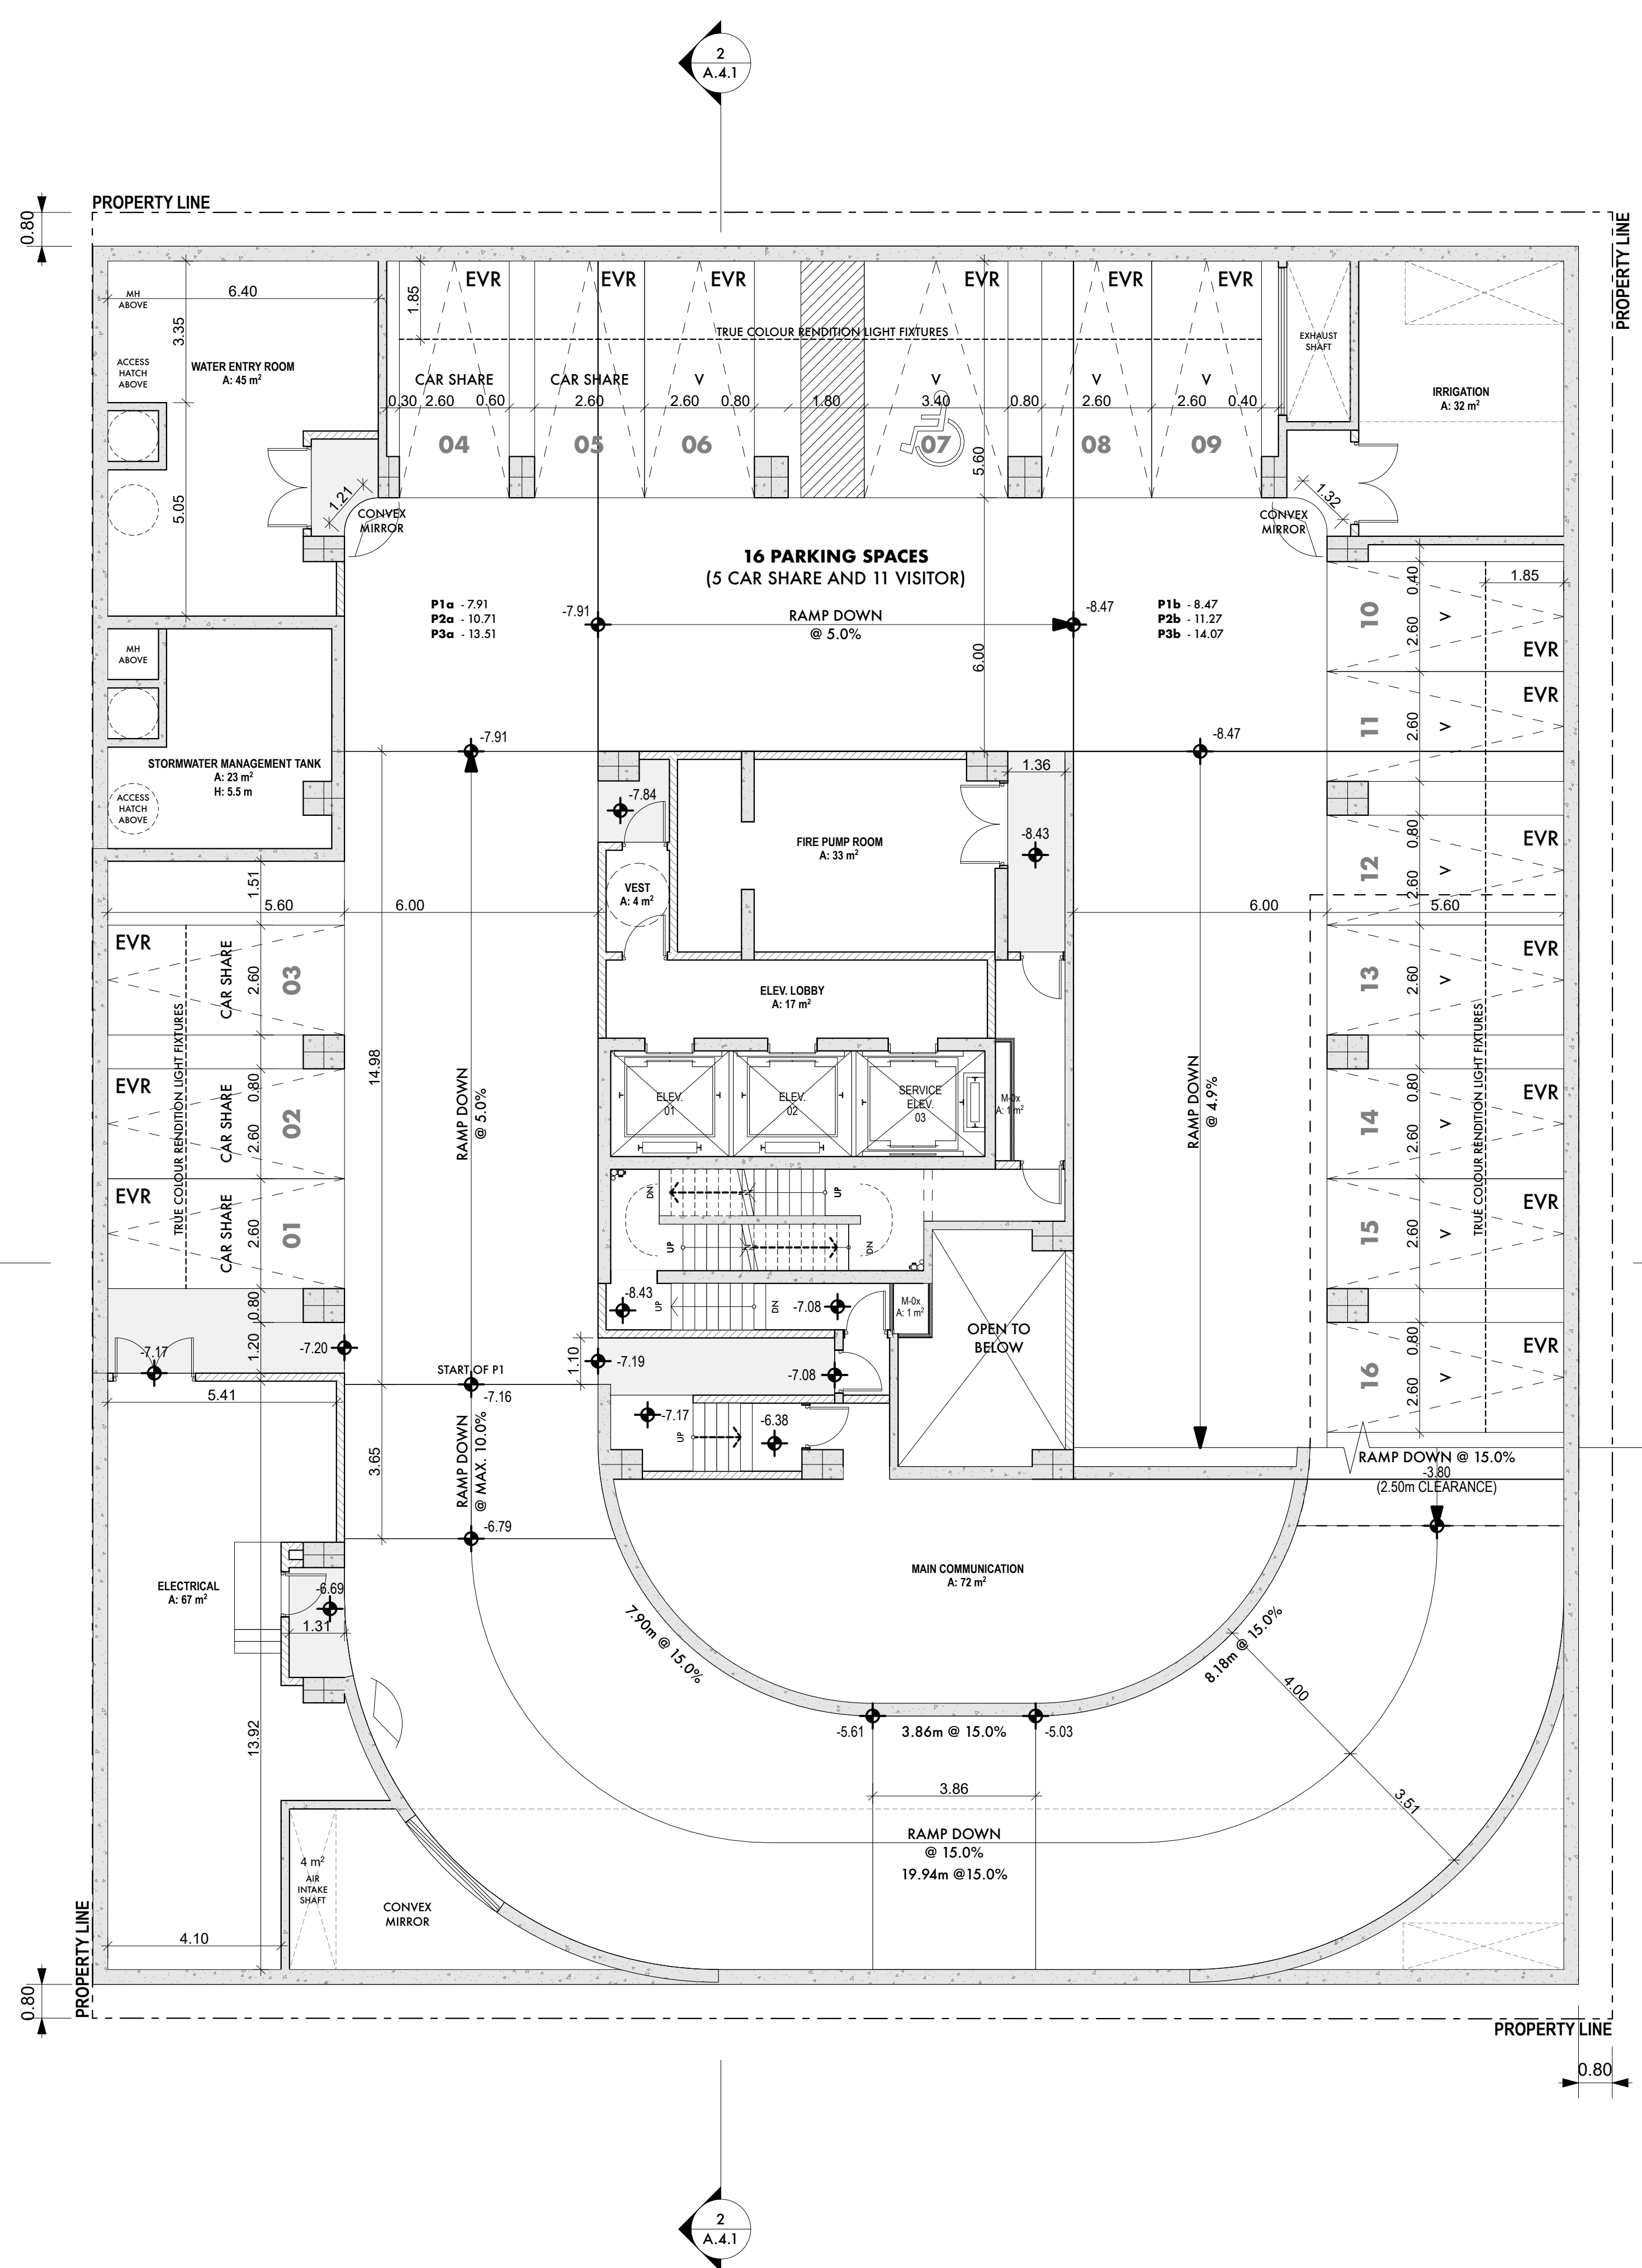 2
A.4.1
PROPERTY LINE
0.80
PROPERTY LINE
MH
ABOVE
6.40
3.35
ACCESS
HATCH
ABOVE
WATER ENTRY ROOM
A: 45 m²
5.05
1.21
CONVEX
MIRROR
1.85
EVR
EVR
EVR
EVR
EVR
EVR
TRUE COLOUR RENDITION LIGHT FIXTURES
CAR SHARE
CAR SHARE
V
V
V
V
0.30
2.60
0.60
2.60
2.60
0.80
1.80
3.40
0.80
2.60
2.60
0.40
04
05
06
07
08
09
5.60
EXHAUST
SHAFT
IRRIGATION
A: 32 m²
1.32
CONVEX
MIRROR
16 PARKING SPACES
(5 CAR SHARE AND 11 VISITOR)
P1a - 7.91
P2a - 10.71
P3a - 13.51
-7.91
RAMP DOWN
@ 5.0%
-8.47
P1b - 8.47
P2b - 11.27
P3b - 14.07
6.00
MH
ABOVE
STORMWATER MANAGEMENT TANK
A: 23 m²
H: 5.5 m
ACCESS
HATCH
ABOVE
-7.91
-8.47
1.85
0.40
10
2.60
V
EVR
11
2.60
V
EVR
0.80
12
2.60
V
EVR
13
2.60
V
EVR
0.80
14
2.60
V
EVR
15
2.60
V
EVR
0.80
16
2.60
V
EVR
TRUE COLOUR RENDITION LIGHT FIXTURES
6.00
5.60
1.51
5.60
6.00
EVR
CAR SHARE
2.60
03
EVR
CAR SHARE
0.80
2.60
02
EVR
CAR SHARE
2.60
01
TRUE COLOUR RENDITION LIGHT FIXTURES
0.80
1.20
-7.17
-7.20
5.41
14.98
RAMP DOWN
@ 5.0%
-7.84
VEST
A: 4 m²
FIRE PUMP ROOM
A: 33 m²
1.36
-8.43
ELEV. LOBBY
A: 17 m²
ELEV.
01
ELEV.
02
SERVICE
ELEV.
03
M-0x
A: 1 m²
RAMP DOWN
@ 4.9%
DN
UP
UP
DN
-8.43
UP
DN
-7.08
M-0x
A: 1 m²
OPEN TO
BELOW
1.10
-7.19
-7.08
START OF P1
-7.16
-7.17
UP
-6.38
3.65
RAMP DOWN
@ MAX. 10.0%
-6.79
RAMP DOWN @ 15.0%
-3.80
(2.50m CLEARANCE)
ELECTRICAL
A: 67 m²
-6.69
1.31
13.92
MAIN COMMUNICATION
A: 72 m²
7.90m @ 15.0%
8.18m @ 15.0%
4.00
3.51
-5.61
3.86m @ 15.0%
-5.03
3.86
RAMP DOWN
@ 15.0%
19.94m @15.0%
4 m²
AIR
INTAKE
SHAFT
CONVEX
MIRROR
4.10
PROPERTY LINE
0.80
PROPERTY LINE
0.80
2
A.4.1